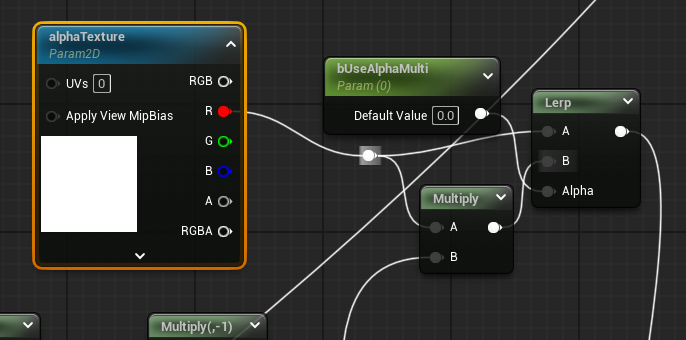 alphaTexture
Param2D
UVs 0
Apply View MipBias
RGB
R
G
B
A
RGBA
bUseAlphaMulti
Param (0)
Default Value 0.0
Lerp
A
B
Alpha
Multiply
A
B
Multiply(,-1)